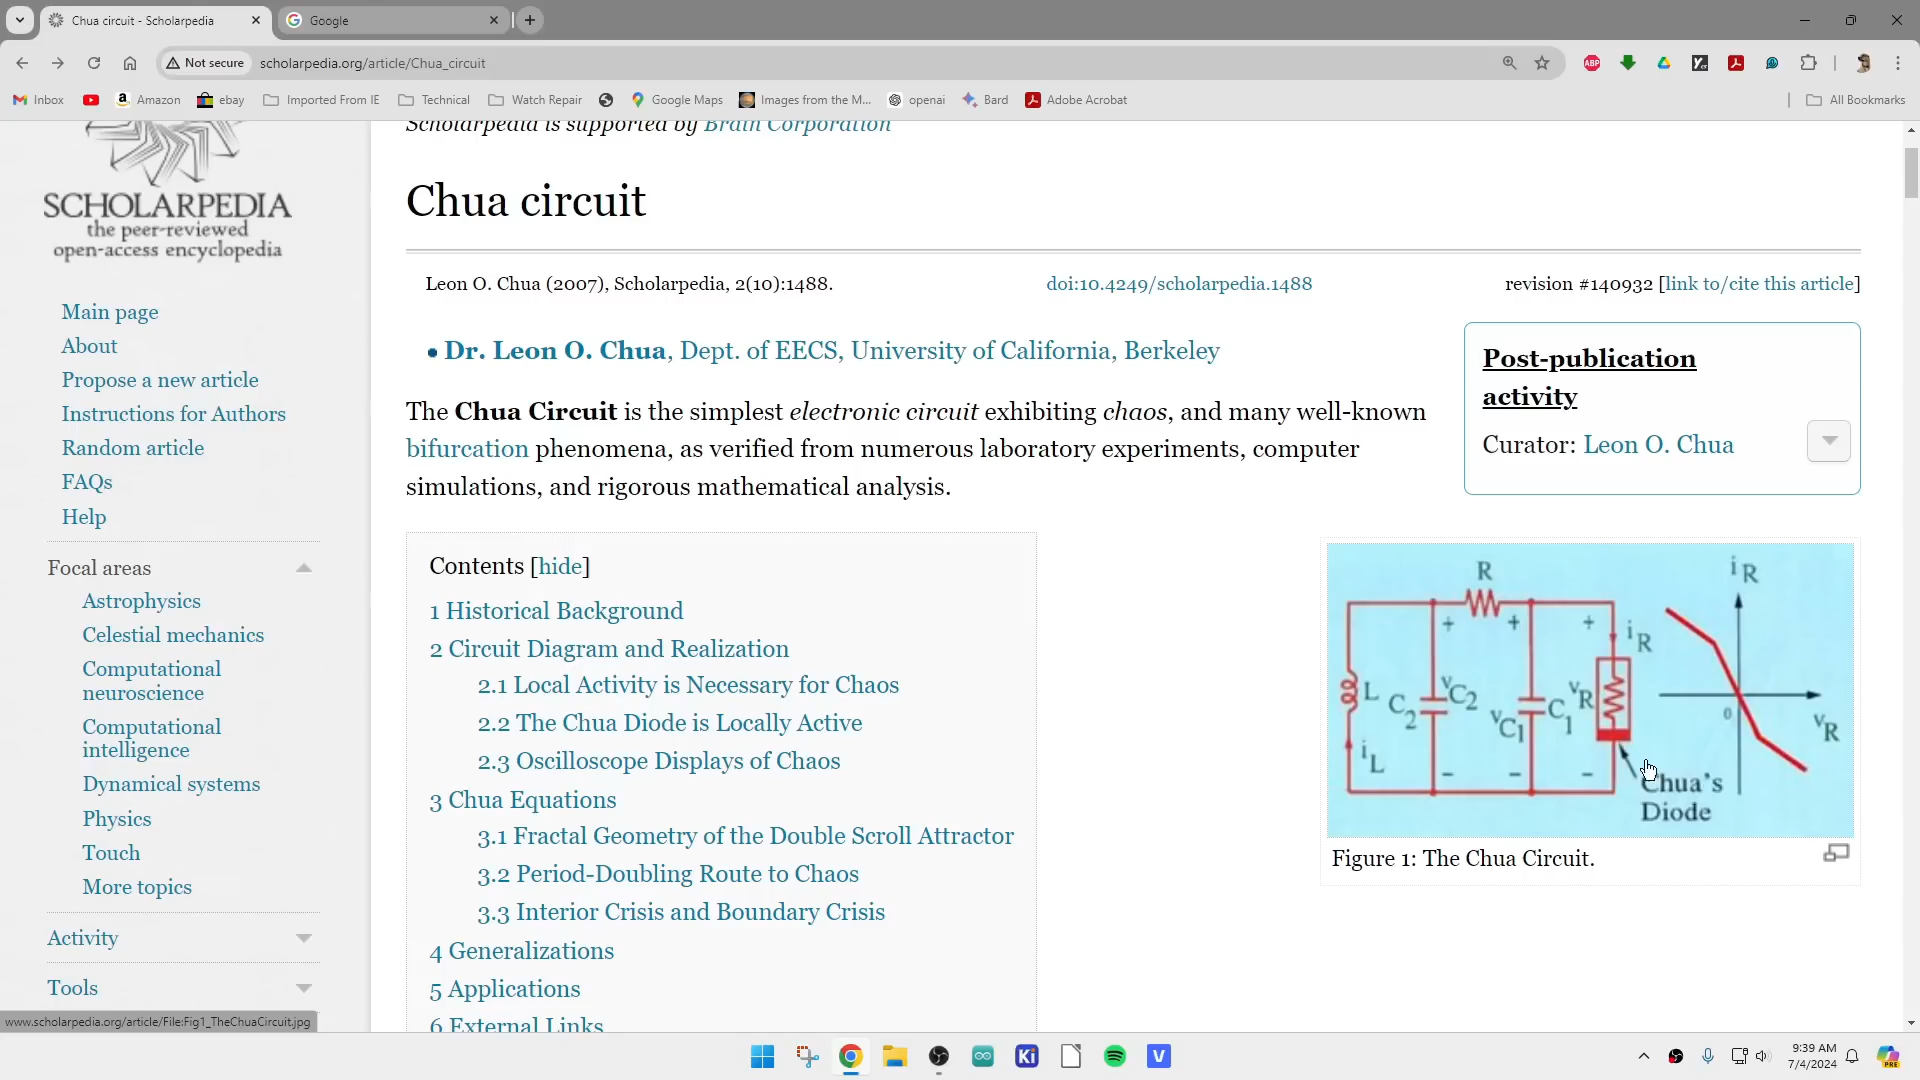 Chua circuit - Scholarpedia
Google
Not secure
scholarpedia.org/article/Chua_circuit
ABP
Inbox
Amazon
ebay
Imported From IE
Technical
Watch Repair
Google Maps
Images from the M...
openai
Bard
Adobe Acrobat
All Bookmarks
SCHOLARPEDIA
the peer-reviewed
open-access encyclopedia
Main page
About
Propose a new article
Instructions for Authors
Random article
FAQs
Help
Focal areas
Astrophysics
Celestial mechanics
Computational
neuroscience
Computational
intelligence
Dynamical systems
Physics
Touch
More topics
Activity
Tools
Scholarpedia is supported by Brain Corporation
Chua circuit
Leon O. Chua (2007), Scholarpedia, 2(10):1488.
doi:10.4249/scholarpedia.1488
revision #140932 [link to/cite this article]
• Dr. Leon O. Chua, Dept. of EECS, University of California, Berkeley
The Chua Circuit is the simplest electronic circuit exhibiting chaos, and many well-known
bifurcation phenomena, as verified from numerous laboratory experiments, computer
simulations, and rigorous mathematical analysis.
Post-publication
activity
Curator: Leon O. Chua
Contents [hide]
1 Historical Background
2 Circuit Diagram and Realization
2.1 Local Activity is Necessary for Chaos
2.2 The Chua Diode is Locally Active
2.3 Oscilloscope Displays of Chaos
3 Chua Equations
3.1 Fractal Geometry of the Double Scroll Attractor
3.2 Period-Doubling Route to Chaos
3.3 Interior Crisis and Boundary Crisis
4 Generalizations
5 Applications
6 External Links
R
iR
+ + +
iR
L
C2
vC2
vC1
C1
vR
0
vR
iL
- - -
Chua's
Diode
Figure 1: The Chua Circuit.
www.scholarpedia.org/article/File:Fig1_TheChuaCircuit.jpg
Ki
V
9:39 AM
7/4/2024
PRE